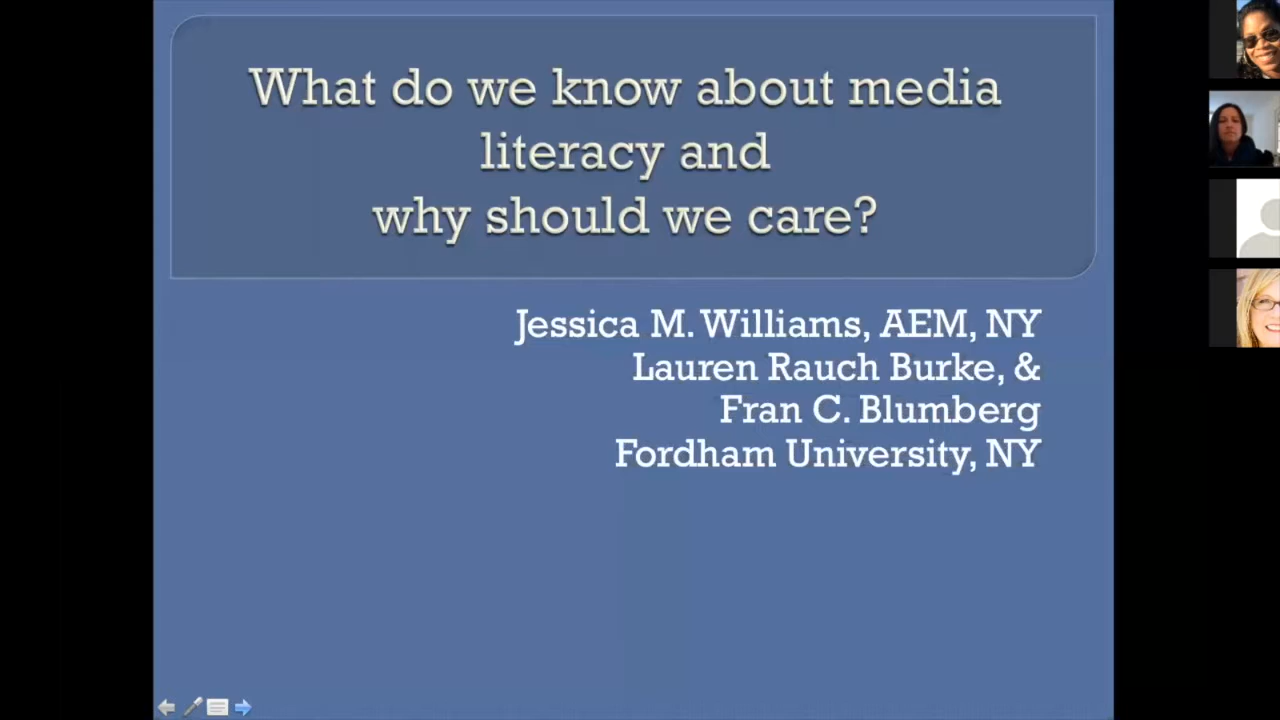 What do we know about media
literacy and
why should we care?
Jessica M. Williams, AEM, NY
Lauren Rauch Burke, &
Fran C. Blumberg
Fordham University, NY